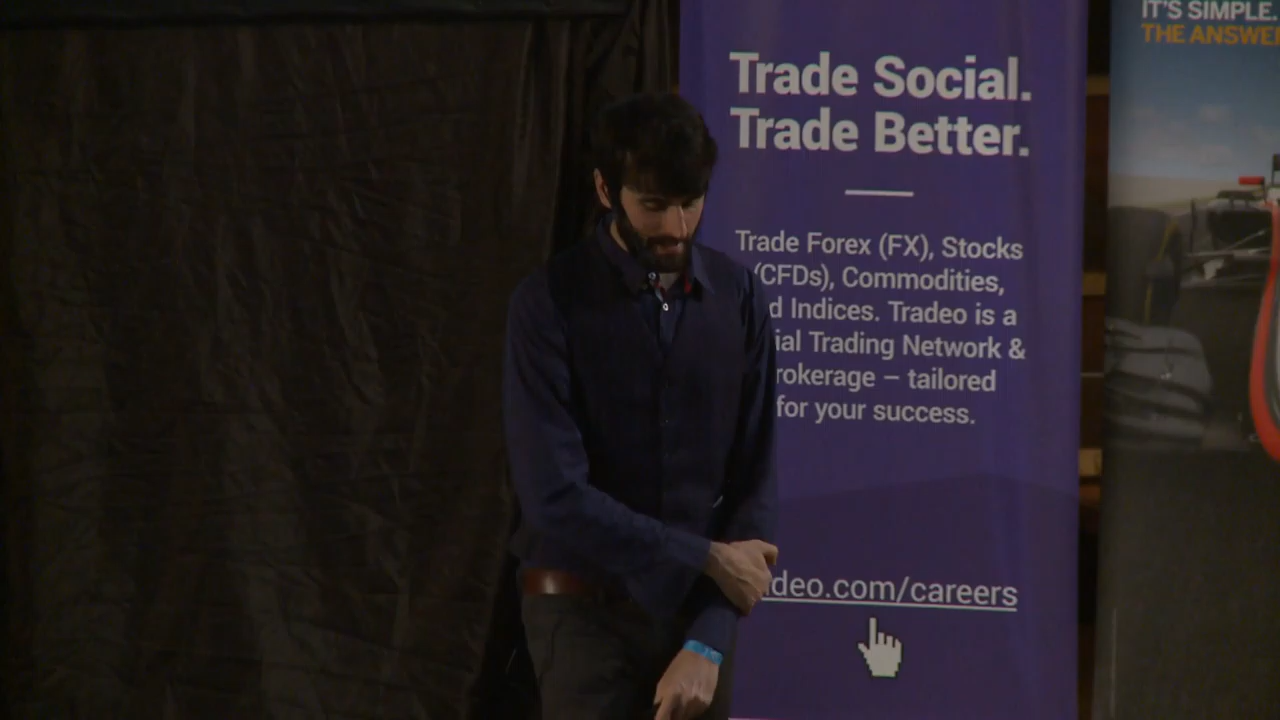 Trade Social.
Trade Better.
Trade Forex (FX), Stocks
(CFDs), Commodities,
d Indices. Tradeo is a
ial Trading Network &
rokerage – tailored
for your success.
deo.com/careers
IT'S SIMPLE.
THE ANSWE